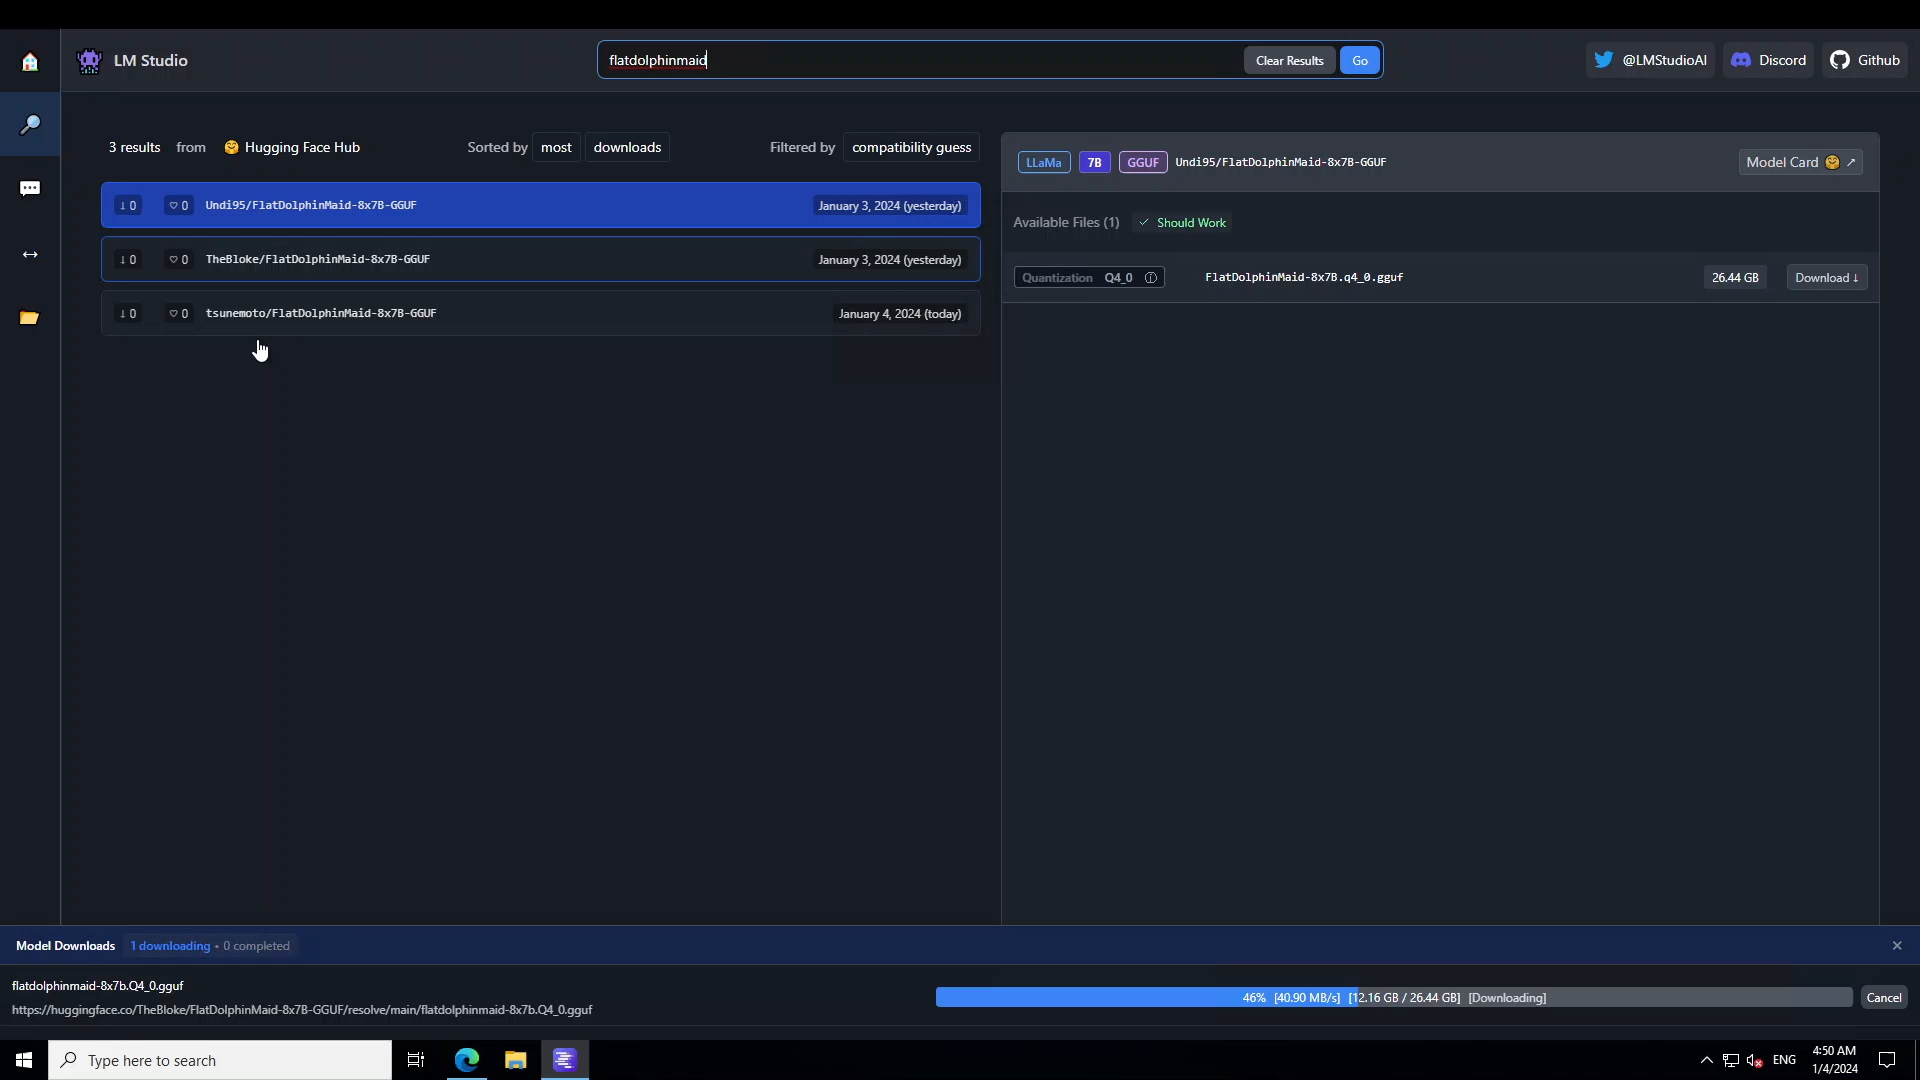 LM Studio
flatdolphinmaid
Clear Results
Go
@LMStudioAI
Discord
Github
3 results from Hugging Face Hub
Sorted by most downloads
Filtered by compatibility guess
↓ 0 ♡ 0 Undi95/FlatDolphinMaid-8x7B-GGUF January 3, 2024 (yesterday)
↓ 0 ♡ 0 TheBloke/FlatDolphinMaid-8x7B-GGUF January 3, 2024 (yesterday)
↓ 0 ♡ 0 tsunemoto/FlatDolphinMaid-8x7B-GGUF January 4, 2024 (today)
LLaMa 7B GGUF Undi95/FlatDolphinMaid-8x7B-GGUF Model Card ↗
Available Files (1) ✓ Should Work
Quantization Q4_0 ⓘ FlatDolphinMaid-8x7B.q4_0.gguf 26.44 GB Download ↓
Model Downloads 1 downloading • 0 completed ×
flatdolphinmaid-8x7b.Q4_0.gguf
https://huggingface.co/TheBloke/FlatDolphinMaid-8x7B-GGUF/resolve/main/flatdolphinmaid-8x7b.Q4_0.gguf
46% [40.90 MB/s] [12.16 GB / 26.44 GB] [Downloading]
Cancel
Type here to search
ENG
4:50 AM
1/4/2024